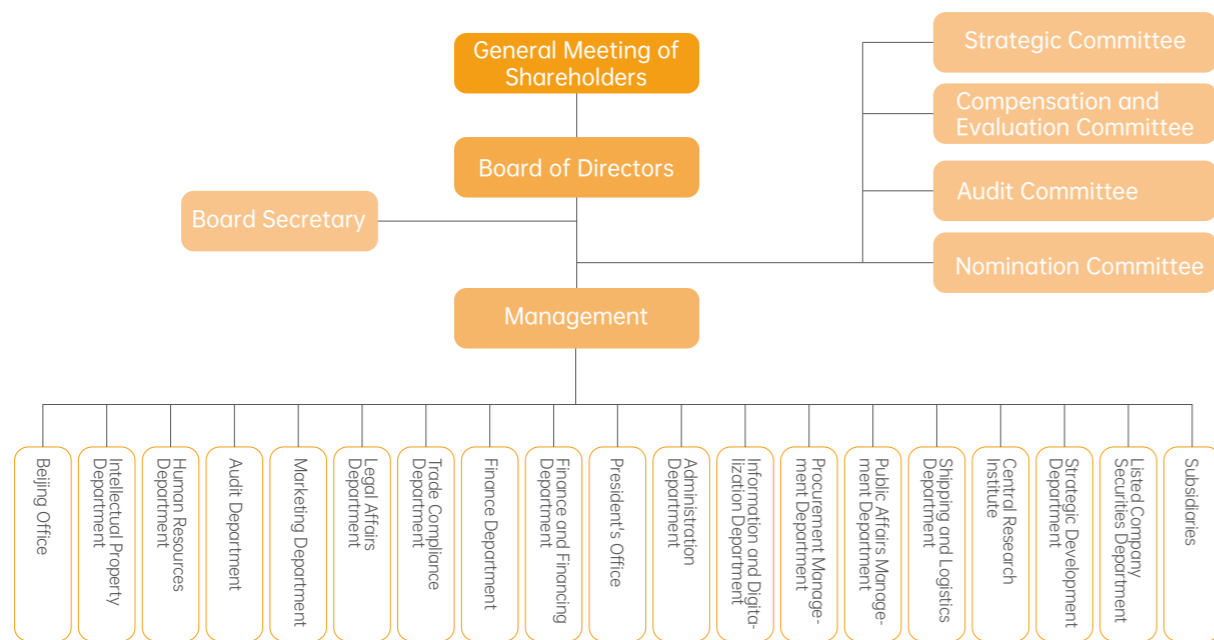 General Meeting of
Shareholders
Board of Directors
Board Secretary
Management
Strategic Committee
Compensation and
Evaluation Committee
Audit Committee
Nomination Committee
Beijing Office
Intellectual Property
Department
Human Resources
Department
Audit Department
Marketing Department
Legal Affairs
Department
Trade Compliance
Department
Finance Department
Finance and Financing
Department
President's Office
Administration
Department
Information and Digita-
lization Department
Procurement Manage-
ment Department
Public Affairs Manage-
ment Department
Shipping and Logistics
Department
Central Research
Institute
Strategic Development
Department
Listed Company
Securities Department
Subsidiaries